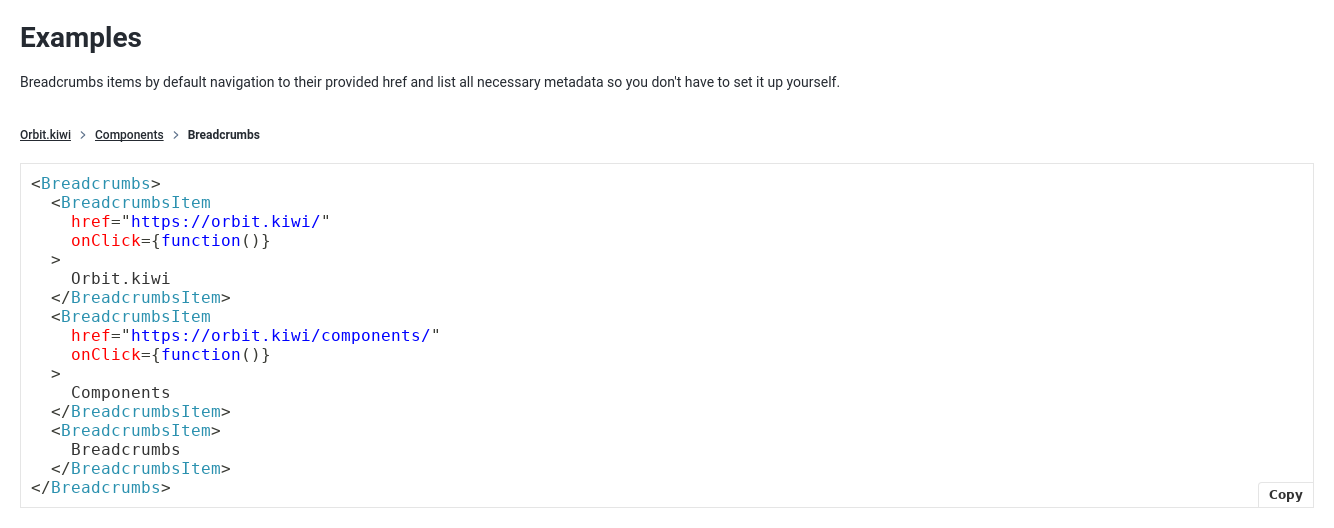 Examples
Breadcrumbs items by default navigation to their provided href and list all necessary metadata so you don't have to set it up yourself.
Orbit.kiwi > Components > Breadcrumbs
<Breadcrumbs>
  <BreadcrumbsItem
    href="https://orbit.kiwi/"
    onClick={function()}
  >
    Orbit.kiwi
  </BreadcrumbsItem>
  <BreadcrumbsItem
    href="https://orbit.kiwi/components/"
    onClick={function()}
  >
    Components
  </BreadcrumbsItem>
  <BreadcrumbsItem>
    Breadcrumbs
  </BreadcrumbsItem>
</Breadcrumbs>
Copy